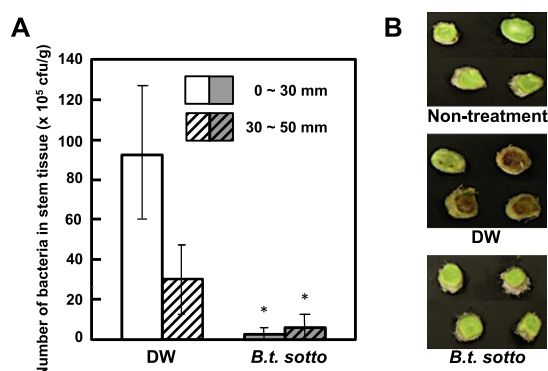 A
Number of bacteria in stem tissue (x 10⁵ cfu/g)
140
120
100
80
60
40
20
0
0 ~ 30 mm
30 ~ 50 mm
*
*
DW
B.t. sotto
B
Non-treatment
DW
B.t. sotto